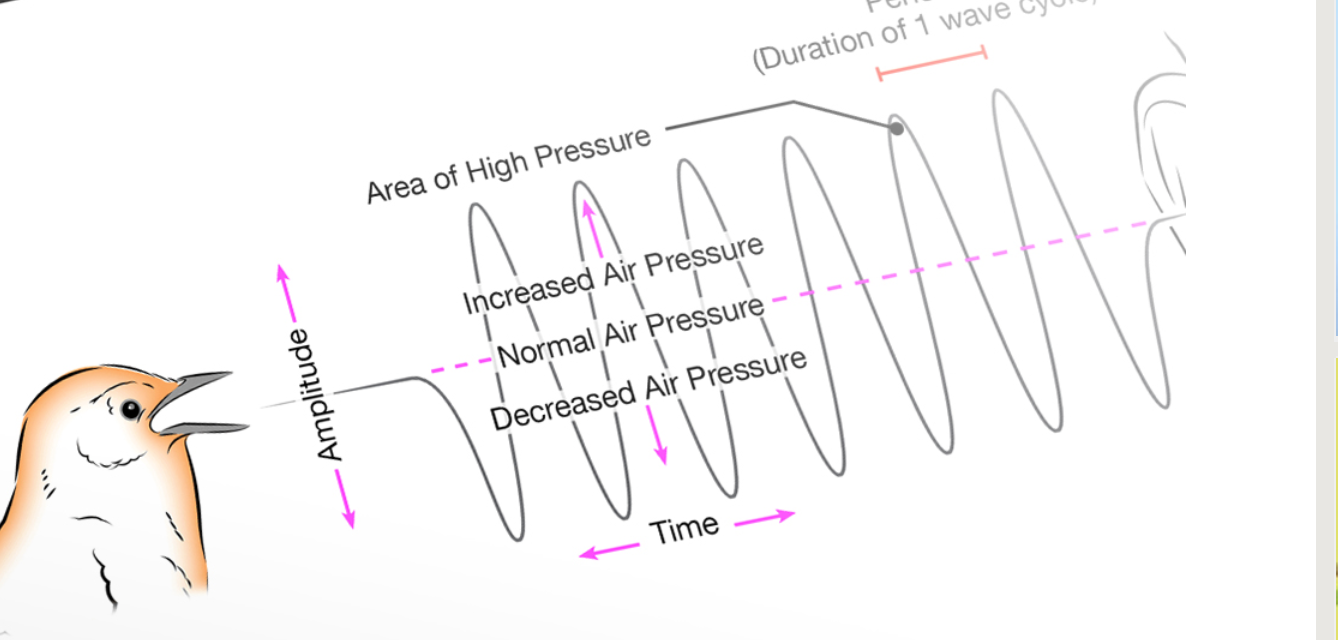 (Duration of 1 wave cycle)
Area of High Pressure
Increased Air Pressure
Normal Air Pressure
Decreased Air Pressure
Amplitude
Time